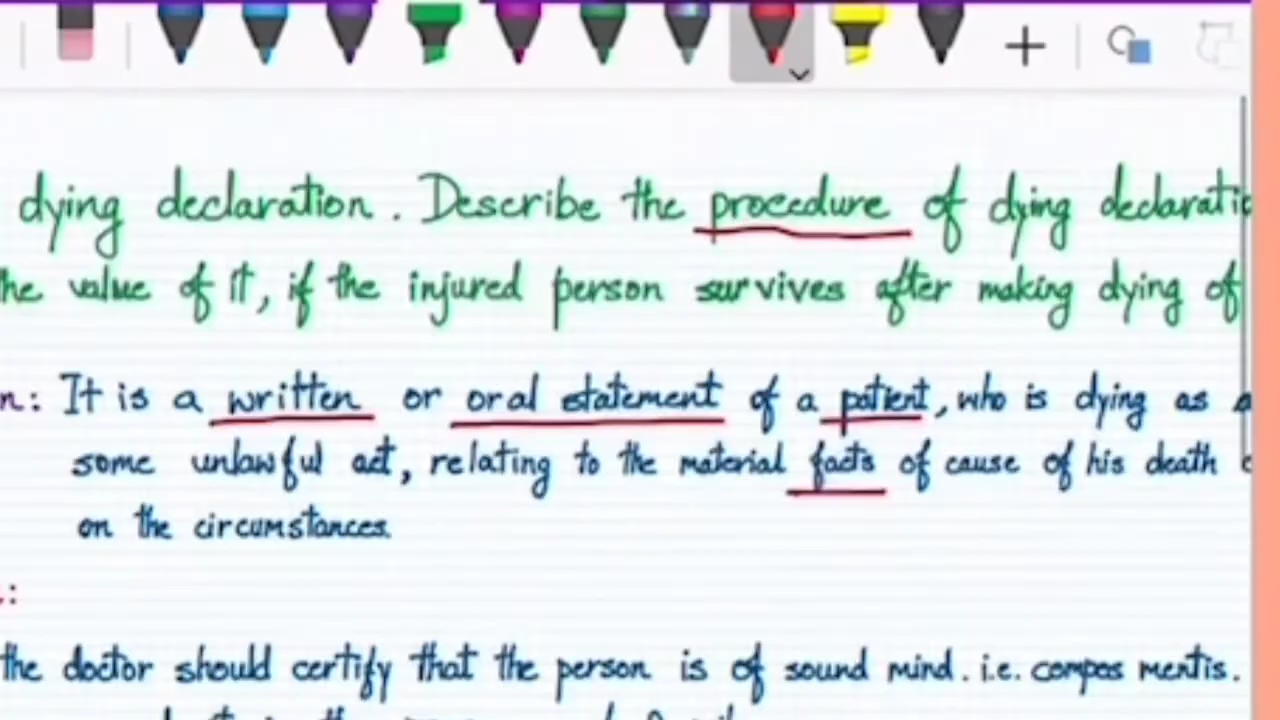 dying declaration. Describe the procedure of dying declaratio
the value of it, if the injured person survives after making dying of
n: It is a written or oral statement of a patient, who is dying as a
some unlawful act, relating to the material facts of cause of his death
on the circumstances.
:
the doctor should certify that the person is of sound mind. i.e. compos mentis.